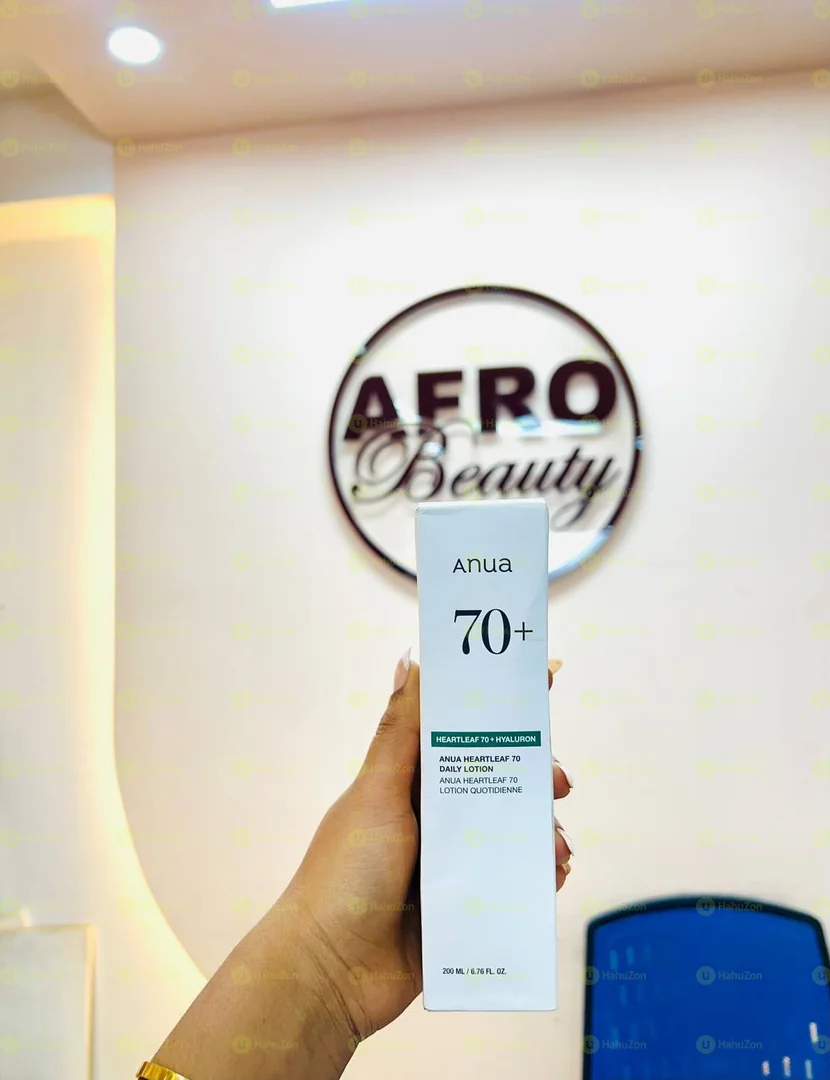 AFRO
Beauty
Anua
70+
HEARTLEAF 70 + HYALURON
ANUA HEARTLEAF 70
DAILY LOTION
ANUA HEARTLEAF 70
LOTION QUOTIDIENNE
200 ML / 6.76 FL. OZ.
HahuZon